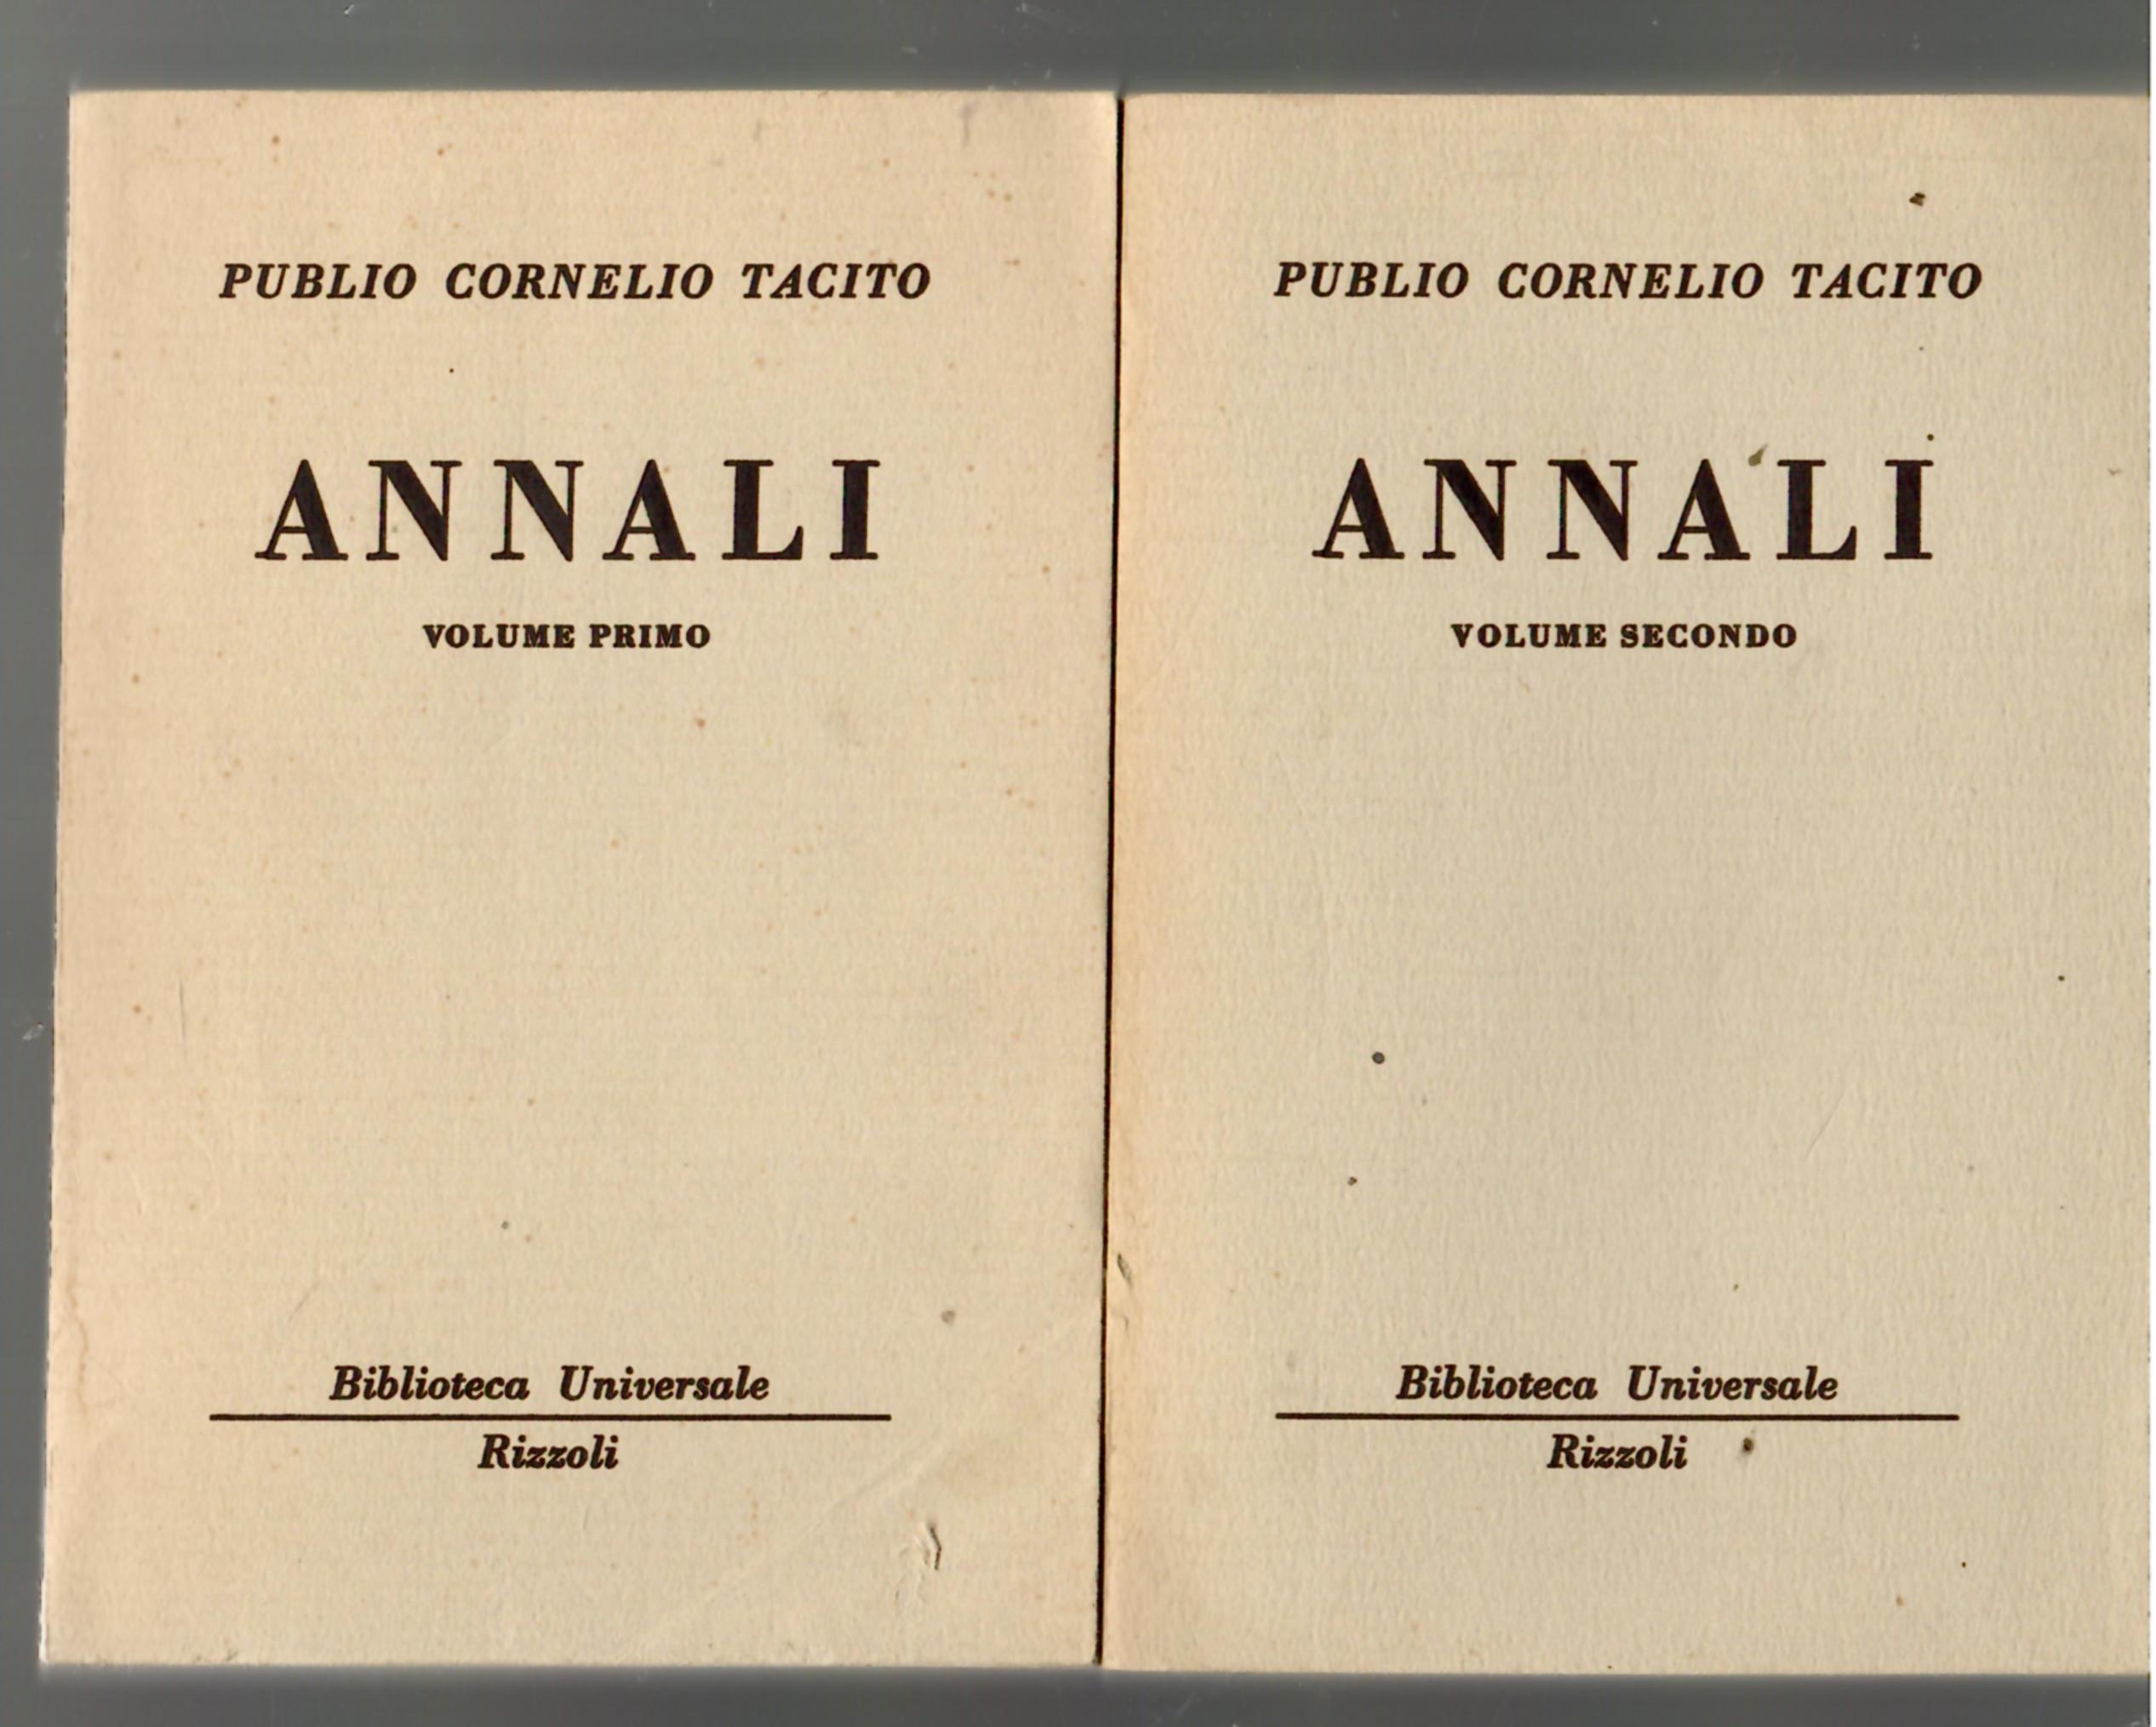 PUBLIO CORNELIO TACITO
ANNALI
VOLUME PRIMO
Biblioteca Universale
Rizzoli
PUBLIO CORNELIO TACITO
ANNALI
VOLUME SECONDO
Biblioteca Universale
Rizzoli